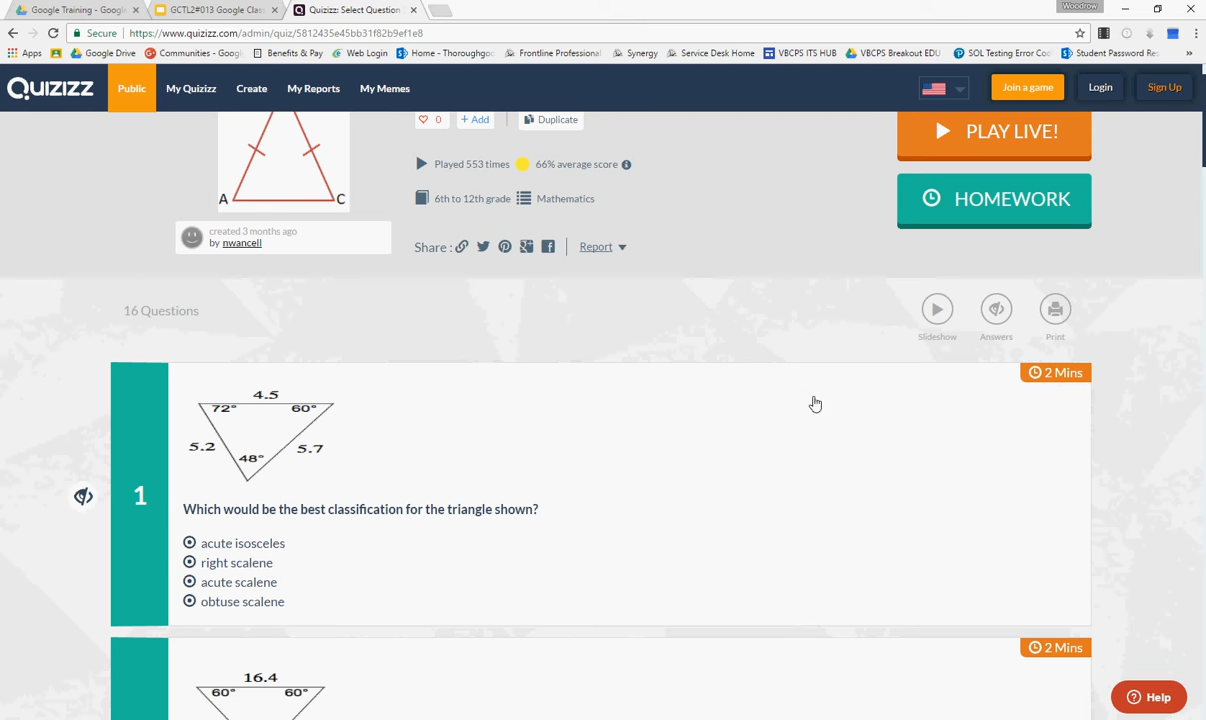 Google Training - Googl
GCTL2#013 Google Clas
Quizizz: Select Question
Woodrow
Secure
https://www.quizizz.com/admin/quiz/5812435e45bb31f82b9ef1e8
Apps
Google Drive
Communities - Goog
Benefits & Pay
Web Login
Home - Thoroughgo
Frontline Professional
Synergy
Service Desk Home
VBCPS ITS HUB
VBCPS Breakout EDU
SOL Testing Error Cod
Student Password Re
»
QUIZIZZ
Public
My Quizizz
Create
My Reports
My Memes
Join a game
Login
Sign Up
0
+ Add
Duplicate
PLAY LIVE!
Played 553 times
66% average score
A
C
6th to 12th grade
Mathematics
HOMEWORK
created 3 months ago
by nwancell
Share :
Report
16 Questions
Slideshow
Answers
Print
2 Mins
4.5
72°
60°
5.2
5.7
48°
1
Which would be the best classification for the triangle shown?
acute isosceles
right scalene
acute scalene
obtuse scalene
2 Mins
16.4
60°
60°
Help